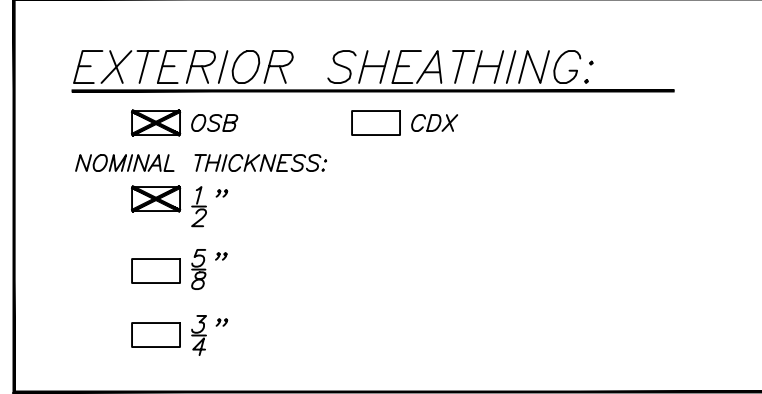 EXTERIOR SHEATHING:
☒ OSB ☐ CDX
NOMINAL THICKNESS:
☒ 1/2"
☐ 5/8"
☐ 3/4"